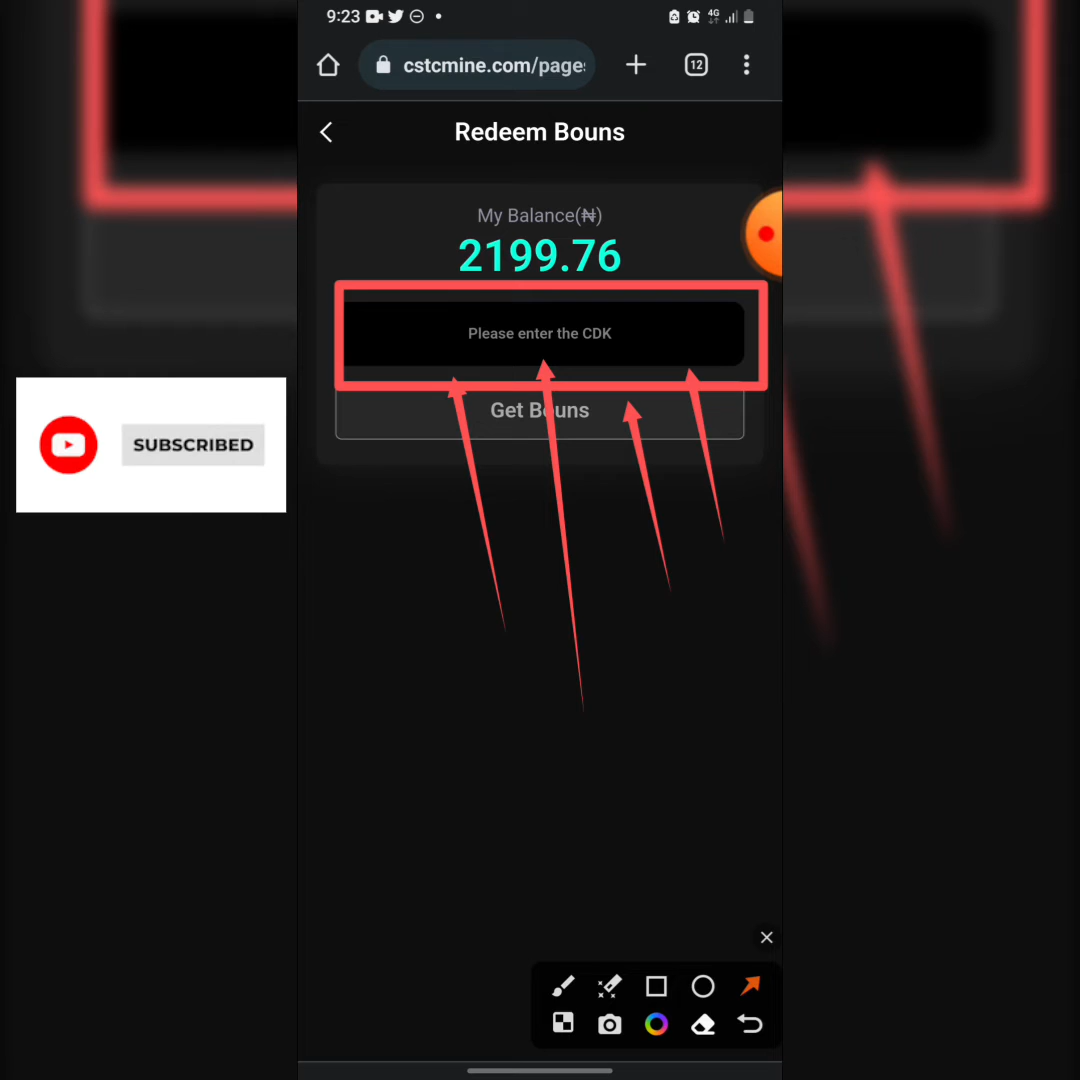 9:23
4G
cstcmine.com/page
12
Redeem Bouns
My Balance(₦)
2199.76
Please enter the CDK
Get Bouns
SUBSCRIBED